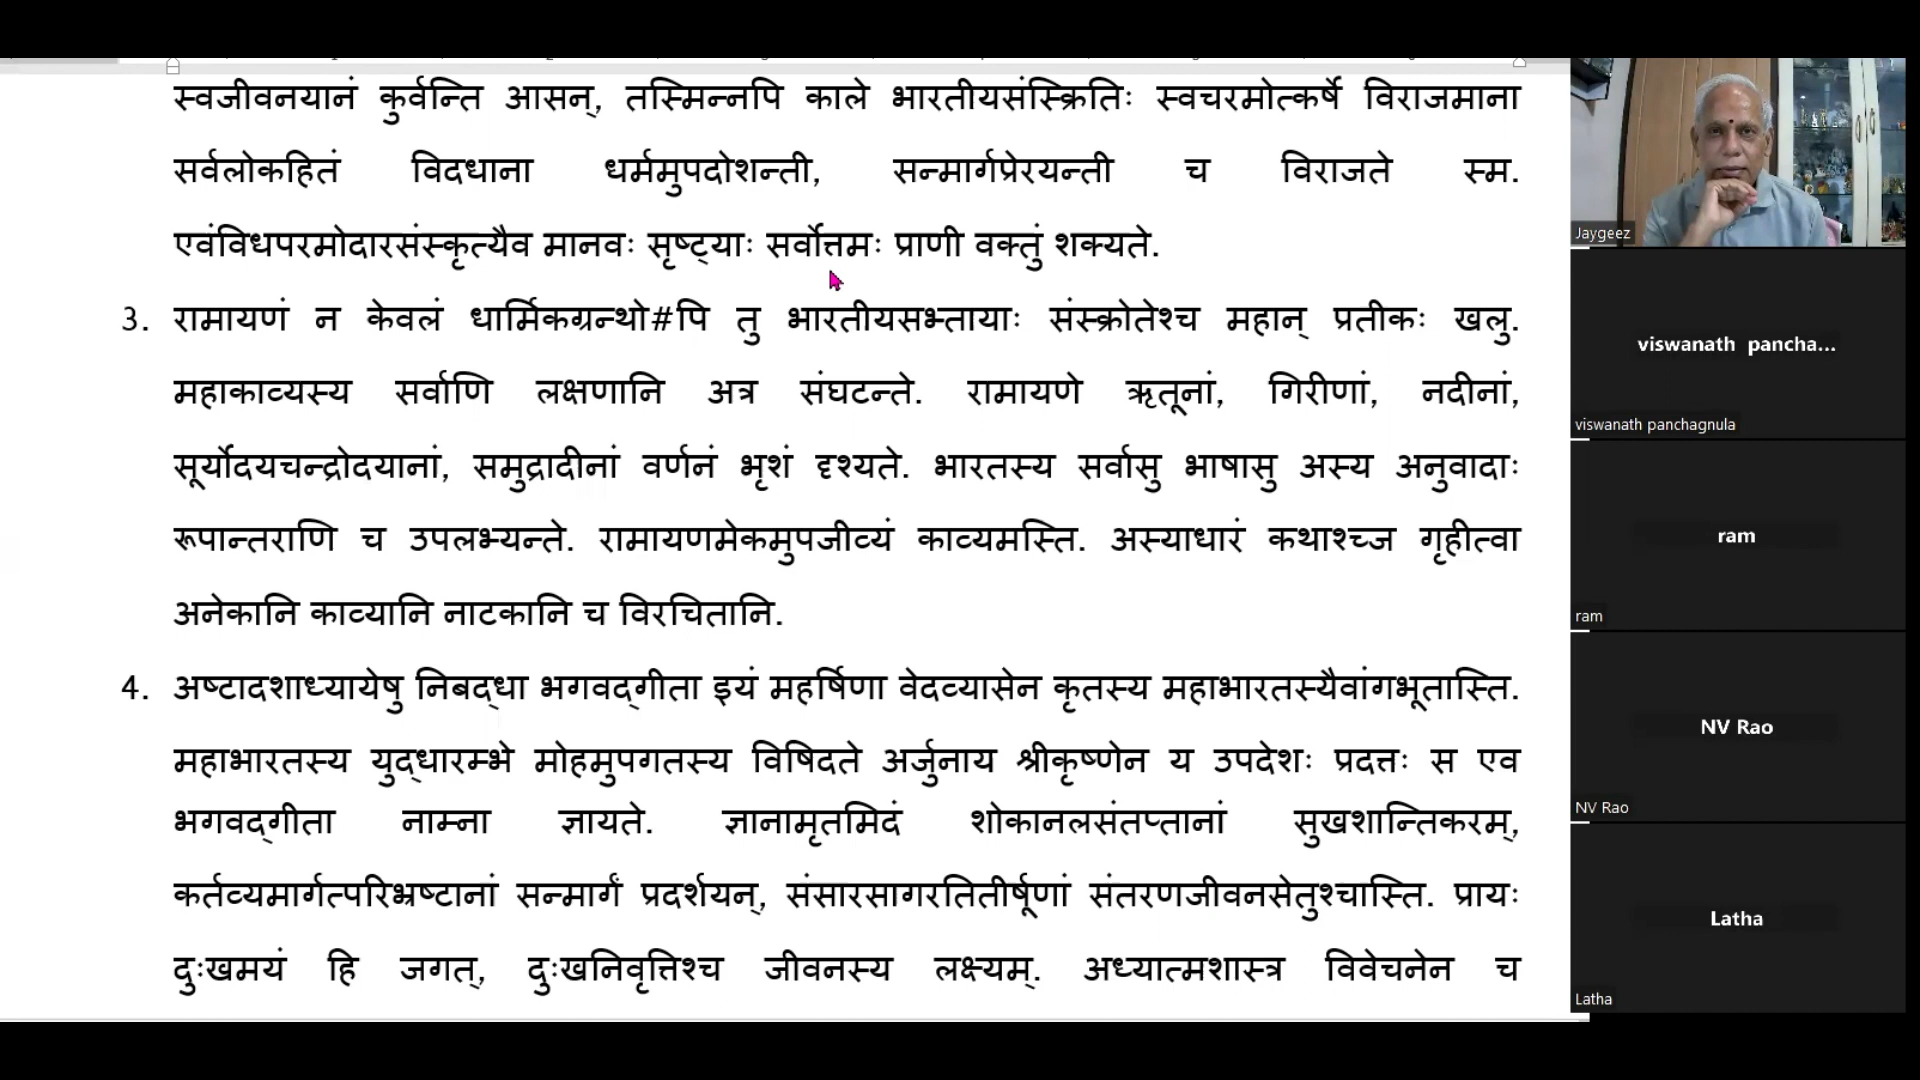 स्वजीवनयानं कुर्वन्ति आसन्, तस्मिन्नपि काले भारतीयसंस्क्रितिः स्वचरमोत्कर्षे विराजमाना
सर्वलोकहितं विदधाना धर्ममुपदोशन्ती, सन्मार्गप्रेरयन्ती च विराजते स्म.
एवंविधपरमोदारसंस्कृत्यैव मानवः सृष्ट्याः सर्वोत्तमः प्राणी वक्तुं शक्यते.
3. रामायणं न केवलं धार्मिकग्रन्थो#पि तु भारतीयसभ्तायाः संस्क्रोतेश्च महान् प्रतीकः खलु.
महाकाव्यस्य सर्वाणि लक्षणानि अत्र संघटन्ते. रामायणे ऋतूनां, गिरीणां, नदीनां,
सूर्योदयचन्द्रोदयानां, समुद्रादीनां वर्णनं भृशं दृश्यते. भारतस्य सर्वासु भाषासु अस्य अनुवादाः
रूपान्तराणि च उपलभ्यन्ते. रामायणमेकमुपजीव्यं काव्यमस्ति. अस्याधारं कथाश्च्ज गृहीत्वा
अनेकानि काव्यानि नाटकानि च विरचितानि.
4. अष्टादशाध्यायेषु निबद्धा भगवद्गीता इयं महर्षिणा वेदव्यासेन कृतस्य महाभारतस्यैवांगभूतास्ति.
महाभारतस्य युद्धारम्भे मोहमुपगतस्य विषिदते अर्जुनाय श्रीकृष्णेन य उपदेशः प्रदत्तः स एव
भगवद्गीता नाम्ना ज्ञायते. ज्ञानामृतमिदं शोकानलसंतप्तानां सुखशान्तिकरम्,
कर्तव्यमार्गत्परिभ्रष्टानां सन्मार्गं प्रदर्शयन्, संसारसागरतितीर्षूणां संतरणजीवनसेतुश्चास्ति. प्रायः
दुःखमयं हि जगत्, दुःखनिवृत्तिश्च जीवनस्य लक्ष्यम्. अध्यात्मशास्त्र विवेचनेन च
Jaygeez
viswanath pancha...
viswanath panchagnula
ram
ram
NV Rao
NV Rao
Latha
Latha